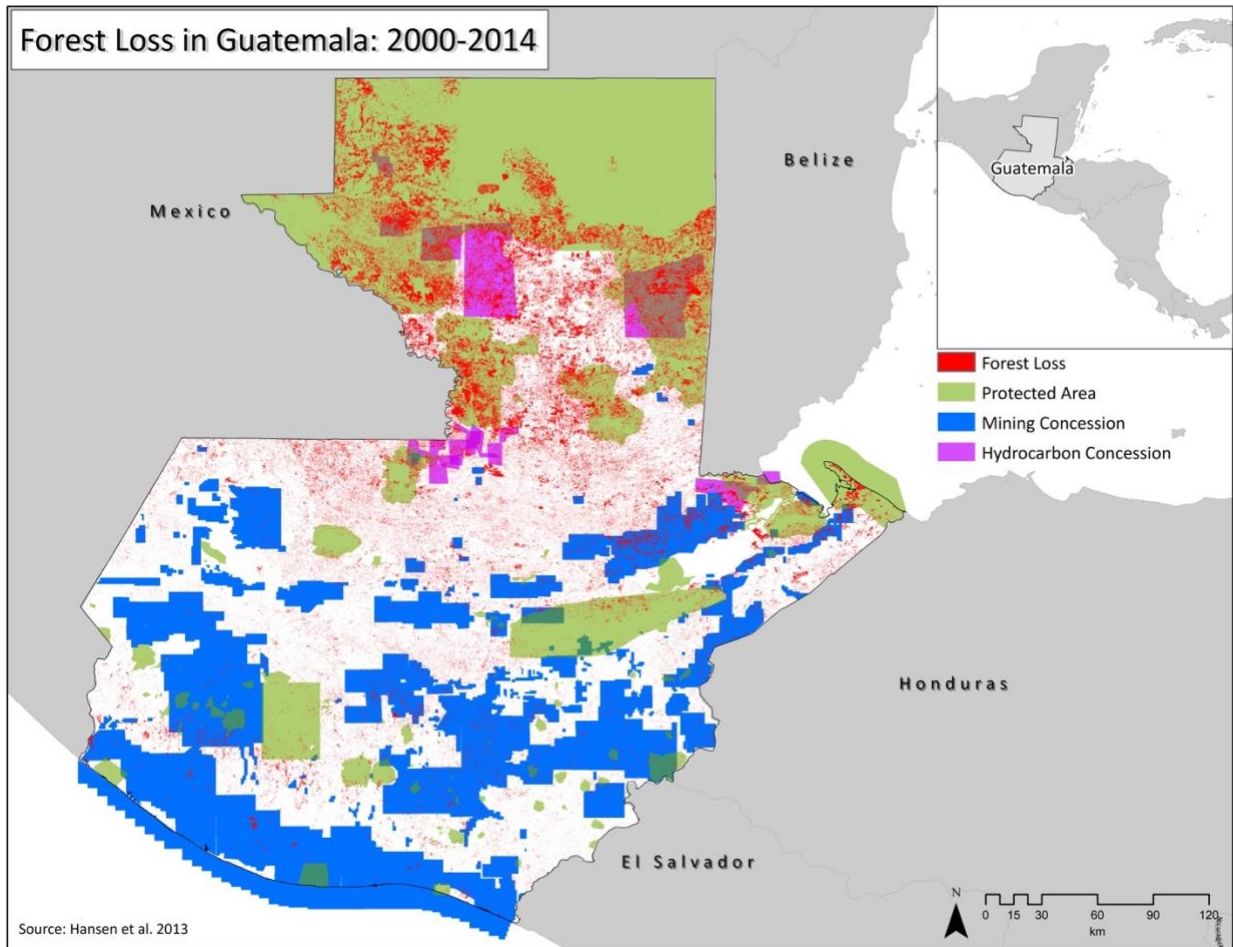 Forest Loss in Guatemala: 2000-2014
Guatemala
Belize
Mexico
Forest Loss
Protected Area
Mining Concession
Hydrocarbon Concession
Honduras
El Salvador
N
0 15 30 60 90 120
km
Source: Hansen et al. 2013